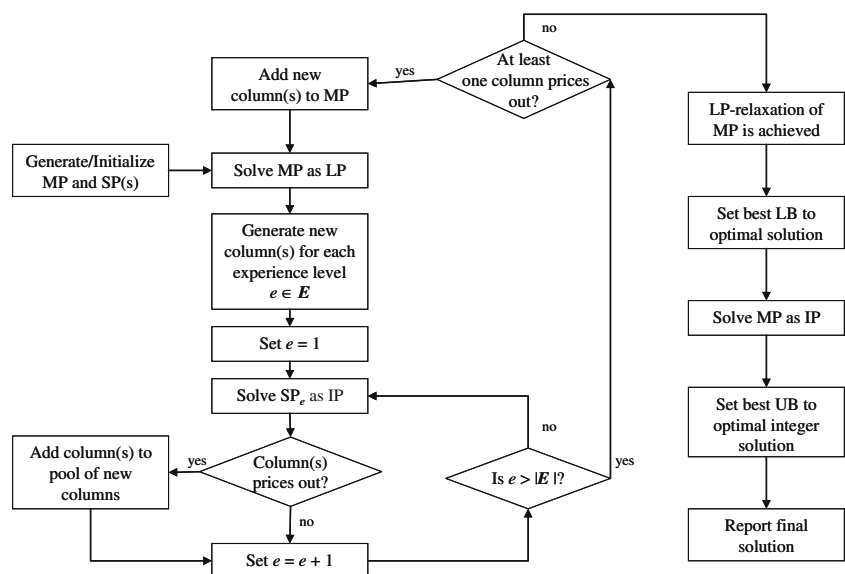 no
At least
one column prices
out?
yes
Add new
column(s) to MP
LP-relaxation of
MP is achieved
Generate/Initialize
MP and SP(s)
Solve MP as LP
Generate new
column(s) for each
experience level
e ∈ E
Set best LB to
optimal solution
Solve MP as IP
Set e = 1
Solve SPe as IP
Set best UB to
optimal integer
solution
no
Add column(s) to
pool of new
columns
yes
Column(s)
prices out?
Is e > |E|?
yes
no
Set e = e + 1
Report final
solution